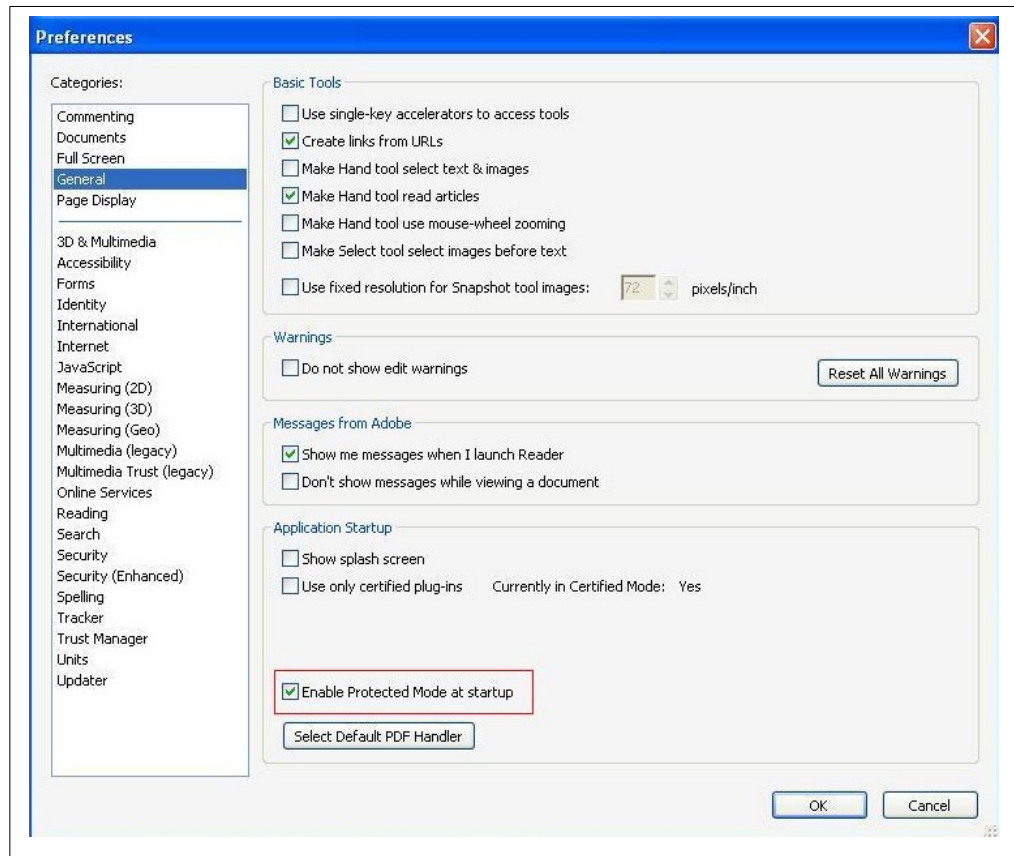 Preferences
Categories:
Commenting
Documents
Full Screen
General
Page Display
3D & Multimedia
Accessibility
Forms
Identity
International
Internet
JavaScript
Measuring (2D)
Measuring (3D)
Measuring (Geo)
Multimedia (legacy)
Multimedia Trust (legacy)
Online Services
Reading
Search
Security
Security (Enhanced)
Spelling
Tracker
Trust Manager
Units
Updater
Basic Tools
Use single-key accelerators to access tools
Create links from URLs
Make Hand tool select text & images
Make Hand tool read articles
Make Hand tool use mouse-wheel zooming
Make Select tool select images before text
Use fixed resolution for Snapshot tool images: 72 pixels/inch
Warnings
Do not show edit warnings Reset All Warnings
Messages from Adobe
Show me messages when I launch Reader
Don't show messages while viewing a document
Application Startup
Show splash screen
Use only certified plug-ins Currently in Certified Mode: Yes
Enable Protected Mode at startup
Select Default PDF Handler
OK Cancel